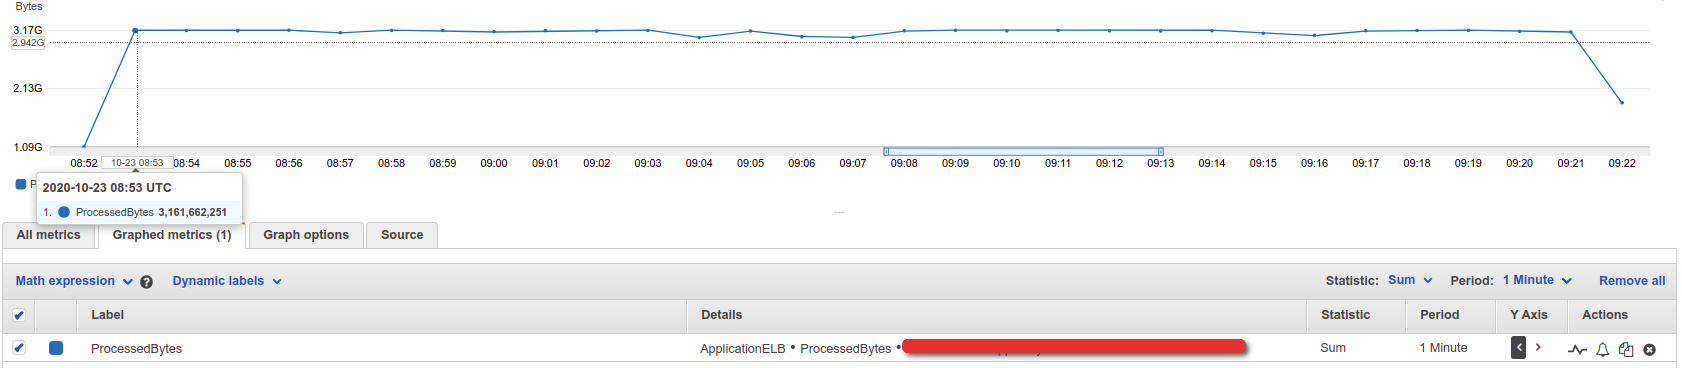 Bytes
3.17G
2.942G
2.13G
1.09G
08:52 10-23 08:53 08:54 08:55 08:56 08:57 08:58 08:59 09:00 09:01 09:02 09:03 09:04 09:05 09:06 09:07 09:08 09:09 09:10 09:11 09:12 09:13 09:14 09:15 09:16 09:17 09:18 09:19 09:20 09:21 09:22
P
2020-10-23 08:53 UTC
1. ProcessedBytes 3,161,662,251
All metrics Graphed metrics (1) Graph options Source
Math expression ? Dynamic labels Statistic: Sum Period: 1 Minute Remove all
Label Details Statistic Period Y Axis Actions
ProcessedBytes ApplicationELB • ProcessedBytes • Sum 1 Minute < >